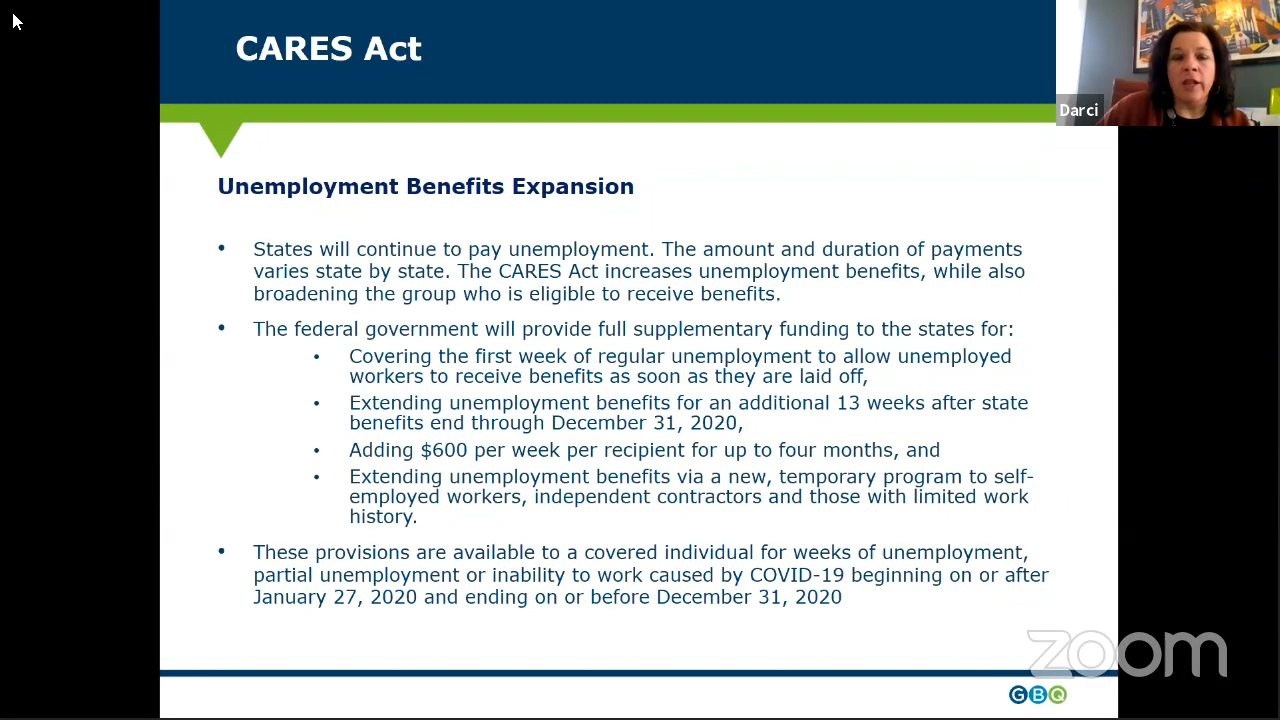 CARES Act
Darci
Unemployment Benefits Expansion
• States will continue to pay unemployment. The amount and duration of payments
varies state by state. The CARES Act increases unemployment benefits, while also
broadening the group who is eligible to receive benefits.
• The federal government will provide full supplementary funding to the states for:
• Covering the first week of regular unemployment to allow unemployed
workers to receive benefits as soon as they are laid off,
• Extending unemployment benefits for an additional 13 weeks after state
benefits end through December 31, 2020,
• Adding $600 per week per recipient for up to four months, and
• Extending unemployment benefits via a new, temporary program to self-
employed workers, independent contractors and those with limited work
history.
• These provisions are available to a covered individual for weeks of unemployment,
partial unemployment or inability to work caused by COVID-19 beginning on or after
January 27, 2020 and ending on or before December 31, 2020
zoom
GBQ